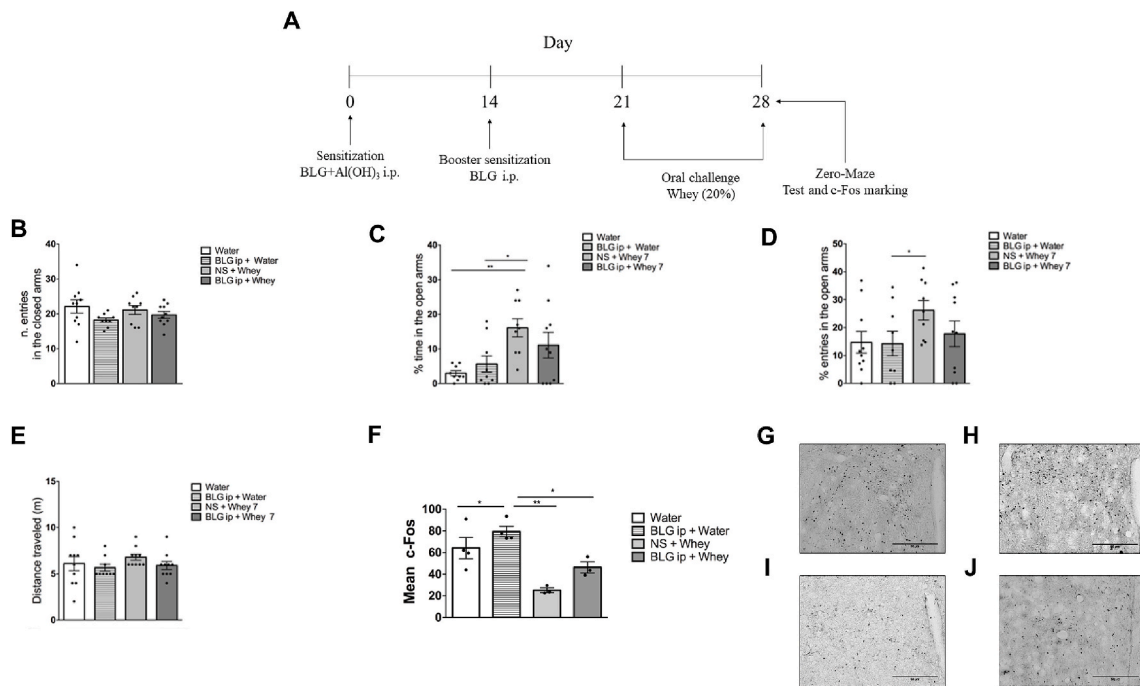 A
Day
0 14 21 28
Sensitization
BLG+Al(OH)₃ i.p.
Booster sensitization
BLG i.p.
Oral challenge
Whey (20%)
Zero-Maze
Test and c-Fos marking
B
n. entries
in the closed arms
40
30
20
10
0
Water
BLG ip + Water
NS + Whey
BLG ip + Whey
C
% time in the open arms
40
30
20
10
0
**
*
Water
BLG ip + Water
NS + Whey 7
BLG ip + Whey 7
D
% entries in the open arms
50
40
30
20
10
0
*
Water
BLG ip + Water
NS + Whey 7
BLG ip + Whey 7
E
Distance traveled (m)
15
10
5
0
Water
BLG ip + Water
NS + Whey 7
BLG ip + Whey 7
F
Mean c-Fos
100
80
60
40
20
0
*
**
*
Water
BLG ip + Water
NS + Whey
BLG ip + Whey
G
H
I
J